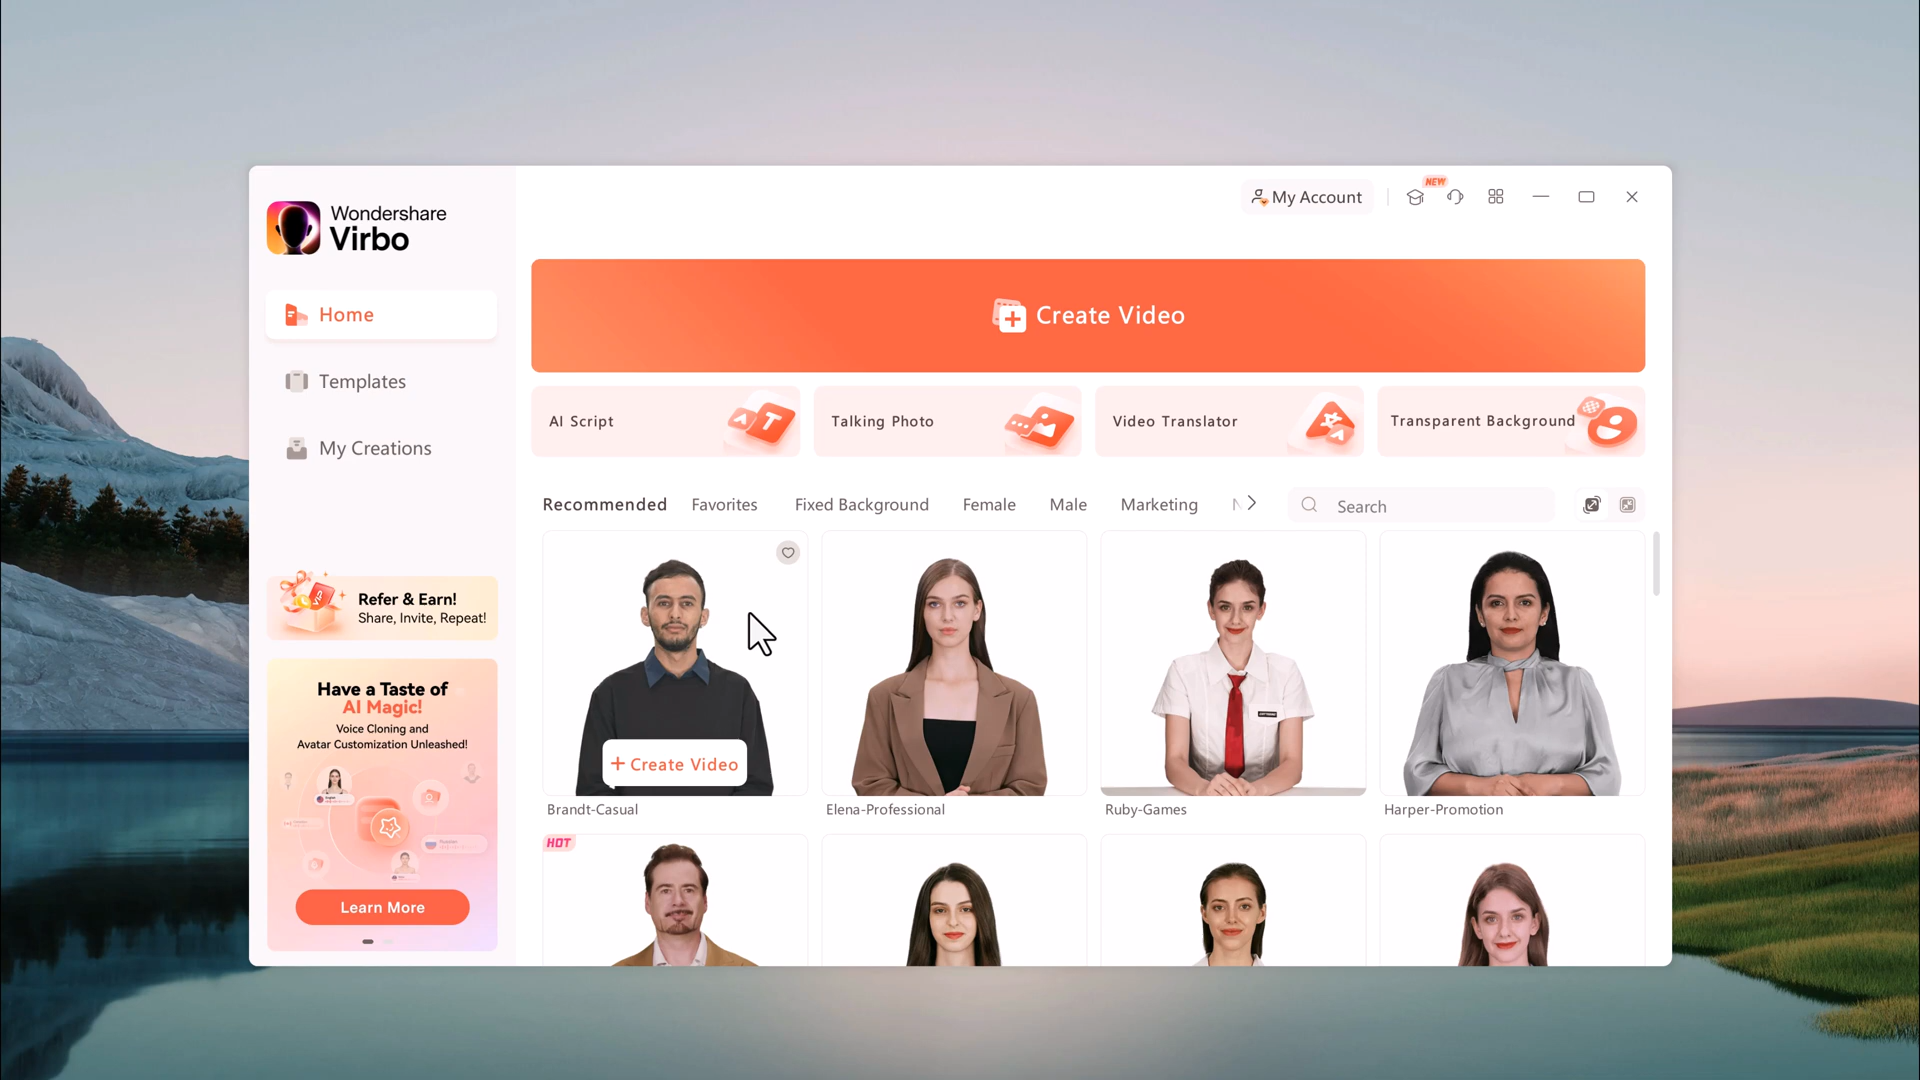 Wondershare
Virbo
My Account
NEW
Home
Templates
My Creations
Create Video
AI Script
Talking Photo
Video Translator
Transparent Background
Recommended
Favorites
Fixed Background
Female
Male
Marketing
Search
+ Create Video
Brandt-Casual
Elena-Professional
Ruby-Games
Harper-Promotion
HOT
Refer & Earn!
Share, Invite, Repeat!
Have a Taste of
AI Magic!
Voice Cloning and
Avatar Customization Unleashed!
Learn More